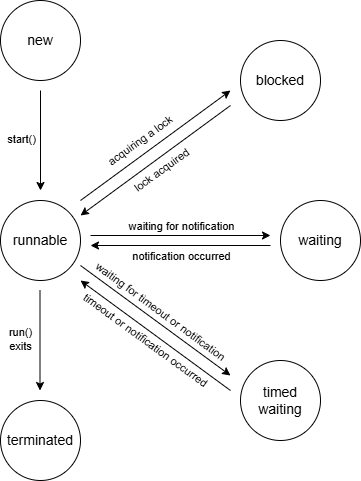 new
blocked
start()
acquiring a lock
lock acquired
runnable
waiting for notification
notification occurred
waiting
waiting for timeout or notification
timeout or notification occurred
run()
exits
timed
waiting
terminated